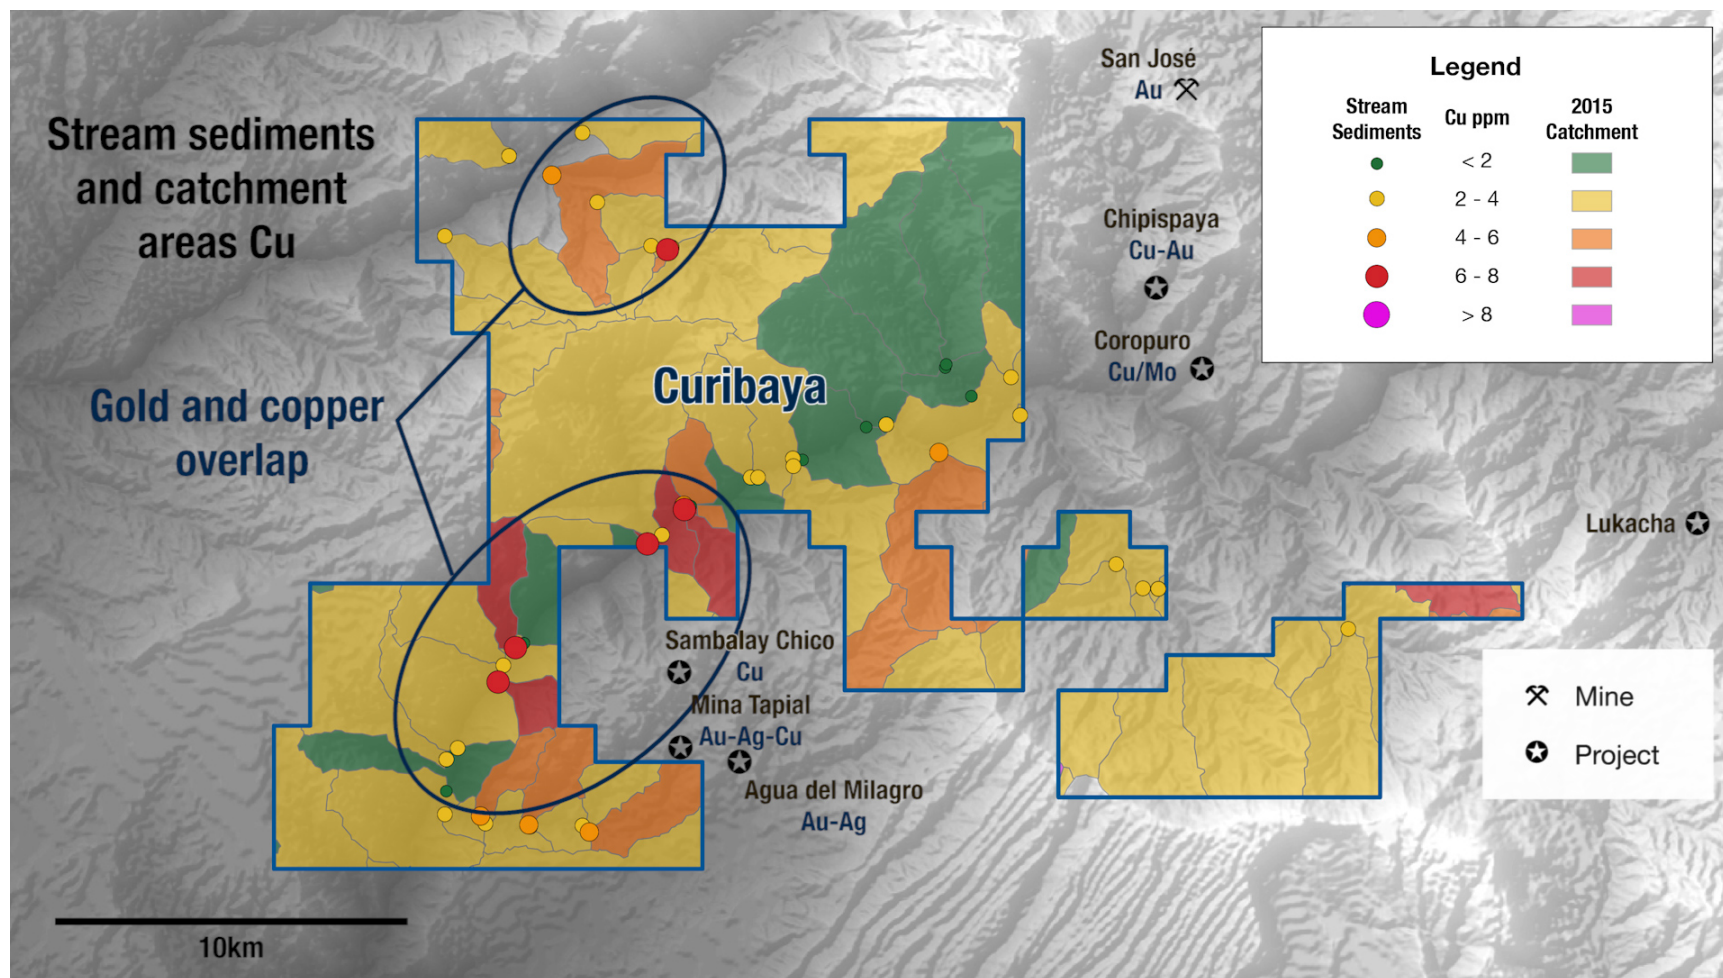 Stream sediments
and catchment
areas Cu
Gold and copper
overlap
Curibaya
San José
Au
Chipispaya
Cu-Au
Coropuro
Cu/Mo
Lukacha
Sambalay Chico
Cu
Mina Tapial
Au-Ag-Cu
Agua del Milagro
Au-Ag
10km
Legend
Stream
Sediments
Cu ppm
2015
Catchment
< 2
2 - 4
4 - 6
6 - 8
> 8
Mine
Project